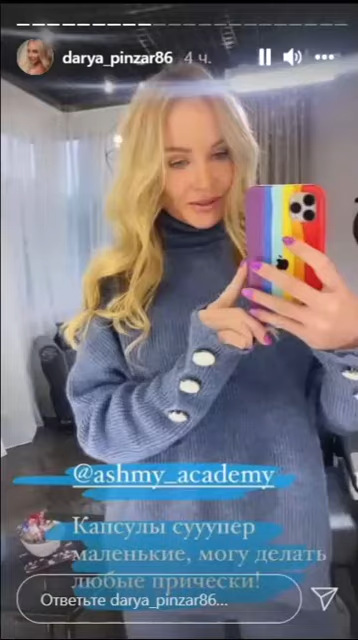 darya_pinzar86 4 ч.
@ashmy_academy
Капсулы сууупер
маленькие, могу делать
любые прически!
Ответьте darya_pinzar86...